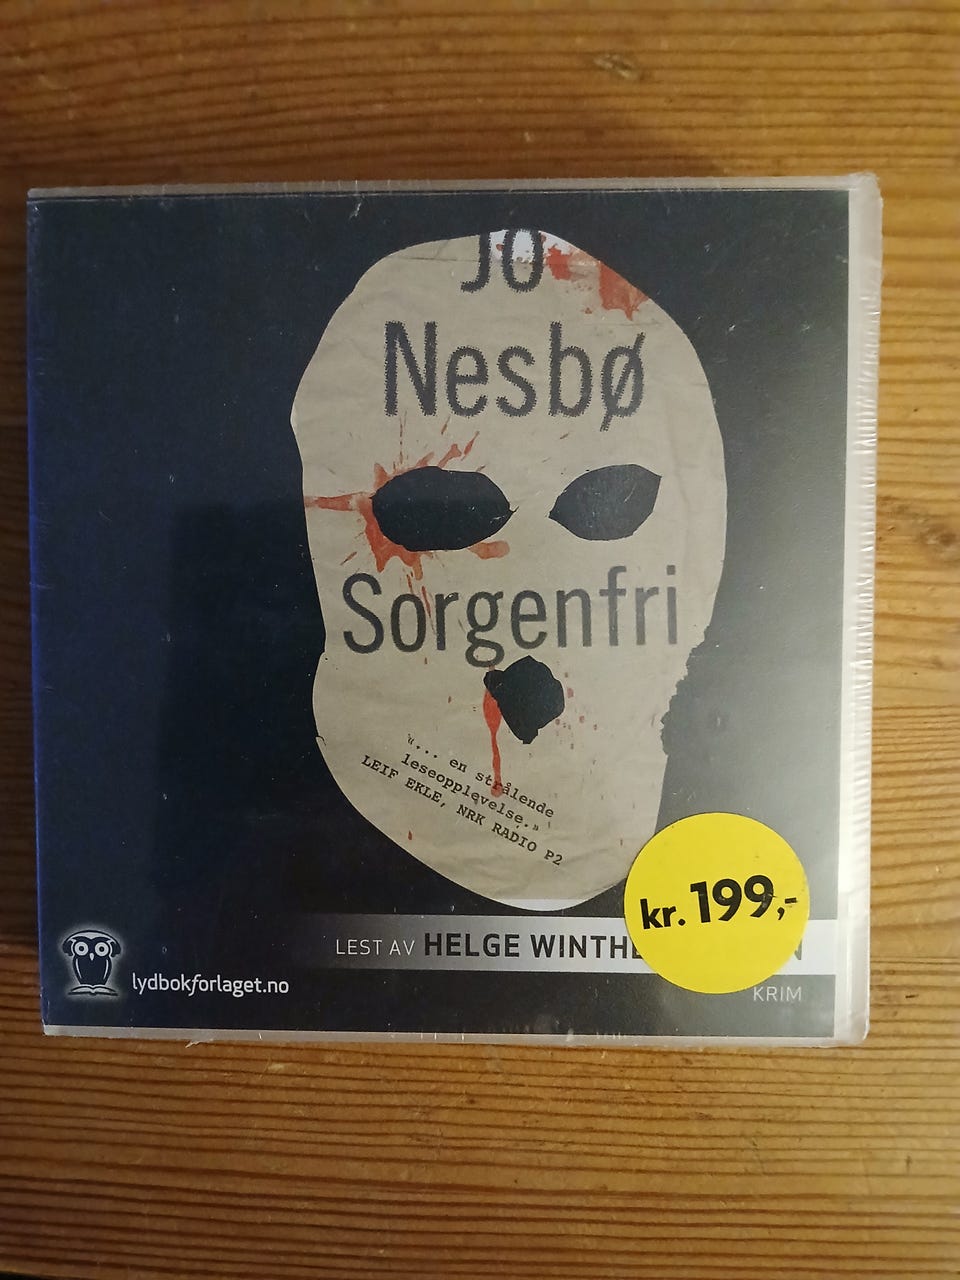 Jo
Nesbø
Sorgenfri
«... en strålende
leseopplevelse.»
LEIF EKLE, NRK RADIO P2
kr. 199,-
LEST AV HELGE
lydbokforlaget.no
KRIM